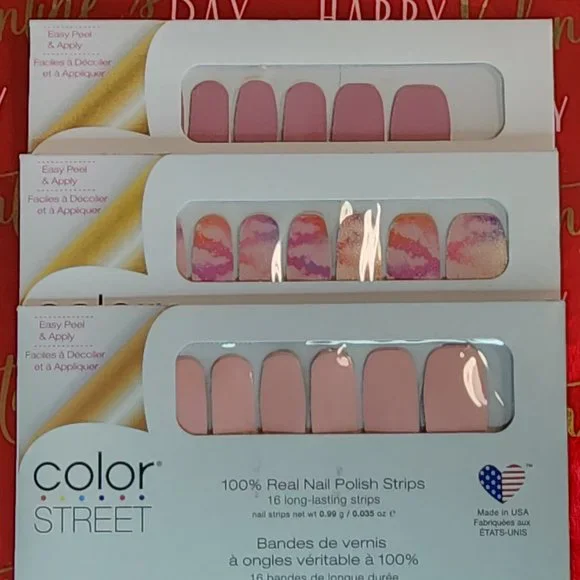 DAY
HAPPY
Easy Peel
& Apply
Faciles à Décoller
et à Appliquer
Easy Peel
& Apply
Faciles à Décoller
et à Appliquer
color
Easy Peel
& Apply
Faciles à Décoller
et à Appliquer
color®
STREET
100% Real Nail Polish Strips
16 long-lasting strips
nail strips net wt 0.99 g / 0.035 oz ℮
™
Made in USA
Fabriquées aux
ÉTATS-UNIS
Bandes de vernis
à ongles véritable à 100%
16 bandes de longue durée